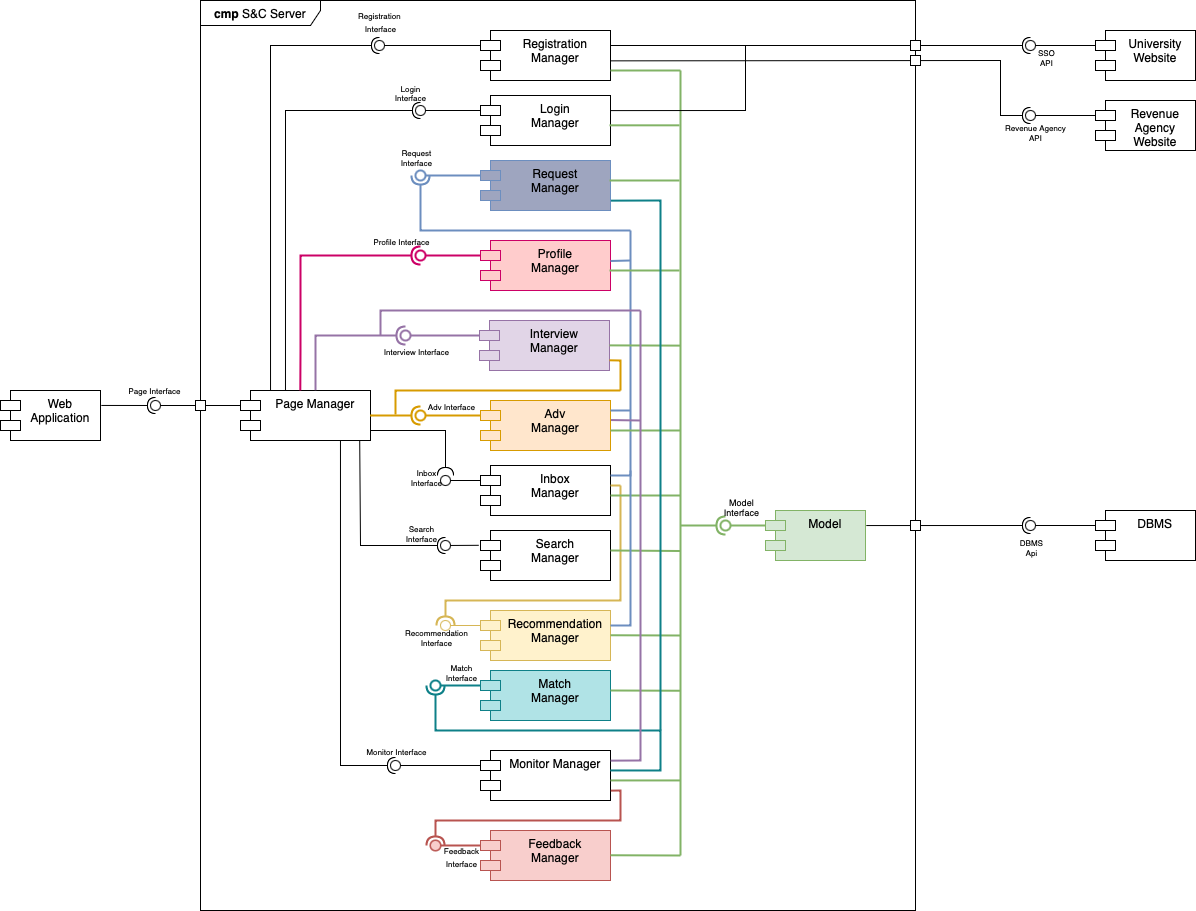 cmp S&C Server
Registration
Interface
Registration
Manager
SSO
API
University
Website
Login
Interface
Login
Manager
Revenue Agency
API
Revenue
Agency
Website
Request
Interface
Request
Manager
Profile Interface
Profile
Manager
Interview Interface
Interview
Manager
Web
Application
Page Interface
Page Manager
Adv Interface
Adv
Manager
Inbox
Interface
Inbox
Manager
Search
Interface
Search
Manager
Model
Interface
Model
DBMS
Api
DBMS
Recommendation
Interface
Recommendation
Manager
Match
Interface
Match
Manager
Monitor Interface
Monitor Manager
Feedback
Interface
Feedback
Manager